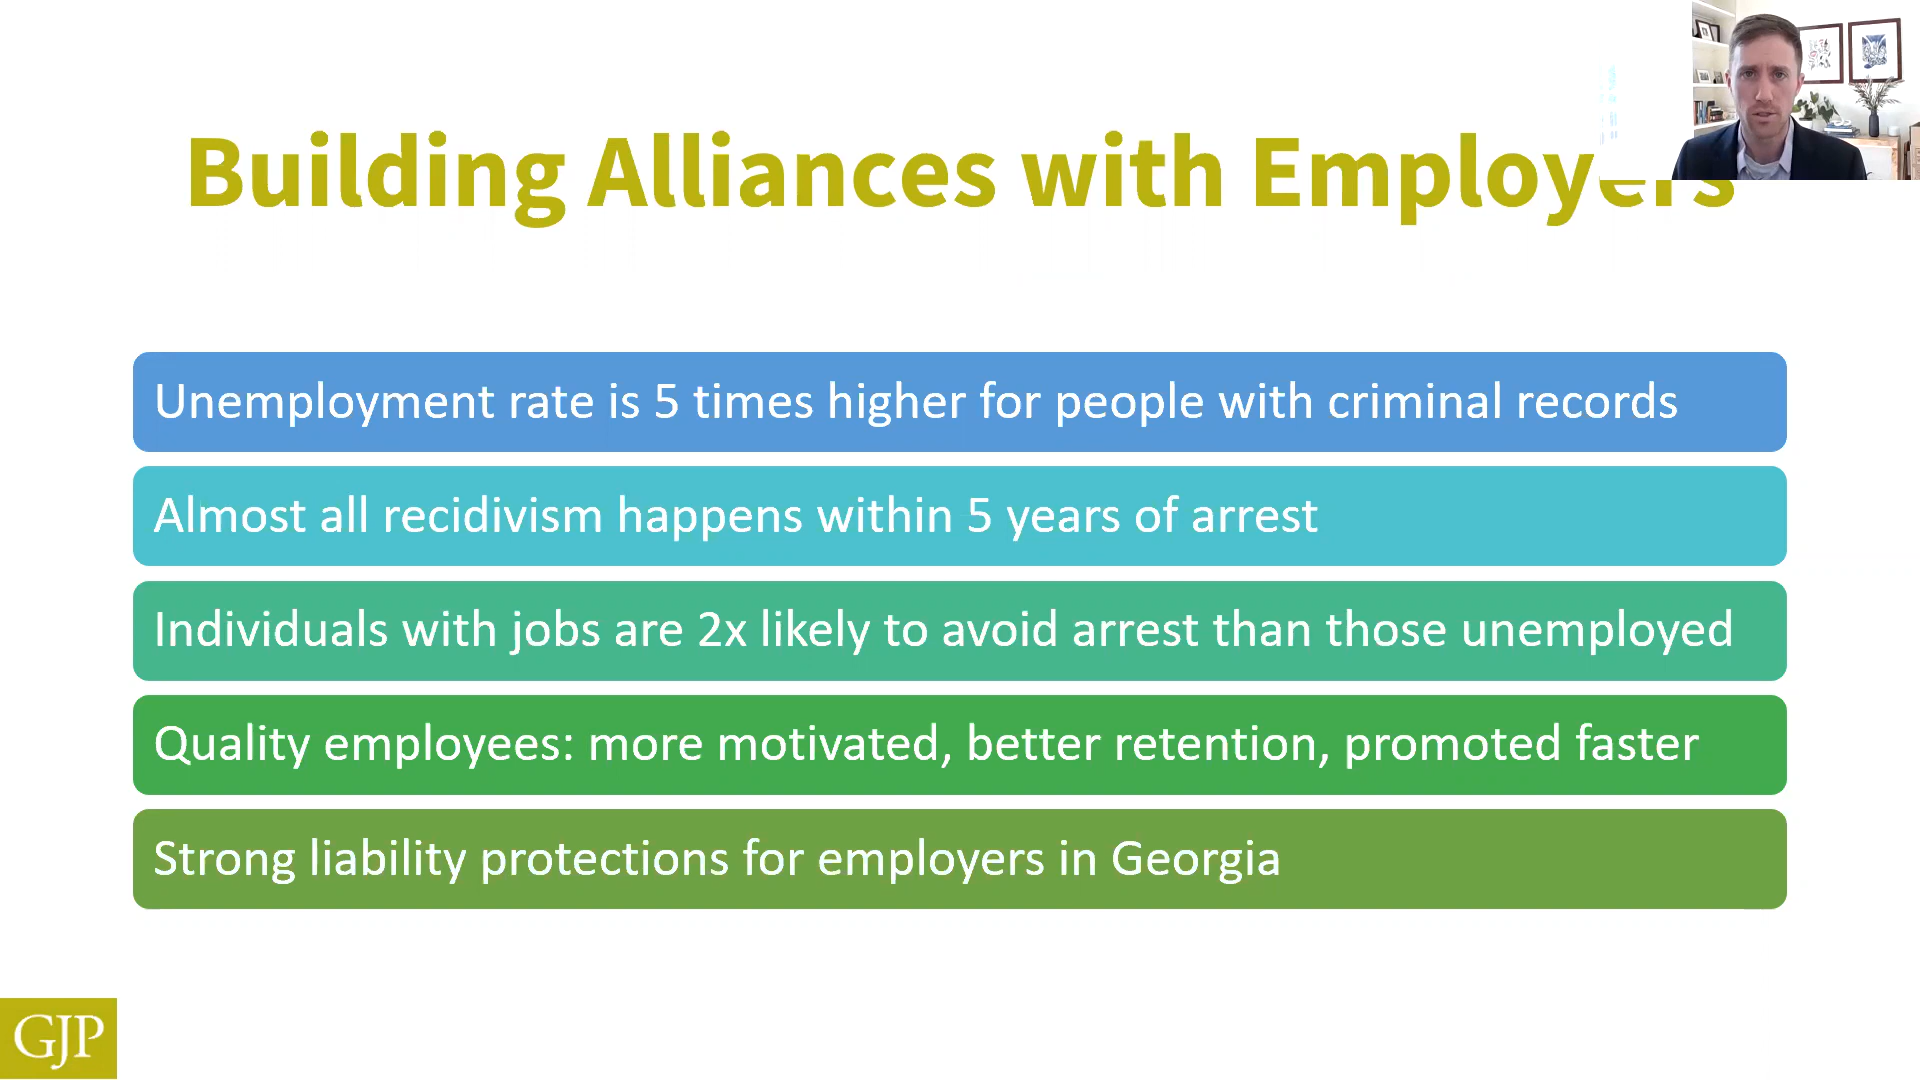 Building Alliances with Employers
Unemployment rate is 5 times higher for people with criminal records
Almost all recidivism happens within 5 years of arrest
Individuals with jobs are 2x likely to avoid arrest than those unemployed
Quality employees: more motivated, better retention, promoted faster
Strong liability protections for employers in Georgia
GJP